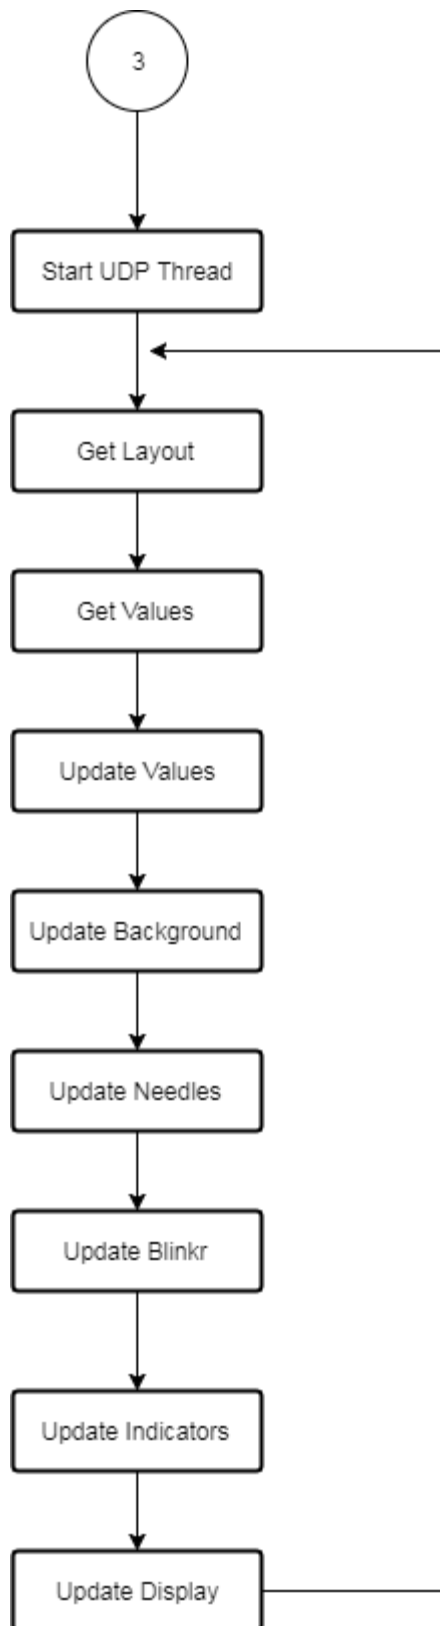 3
Start UDP Thread
Get Layout
Get Values
Update Values
Update Background
Update Needles
Update Blinkr
Update Indicators
Update Display